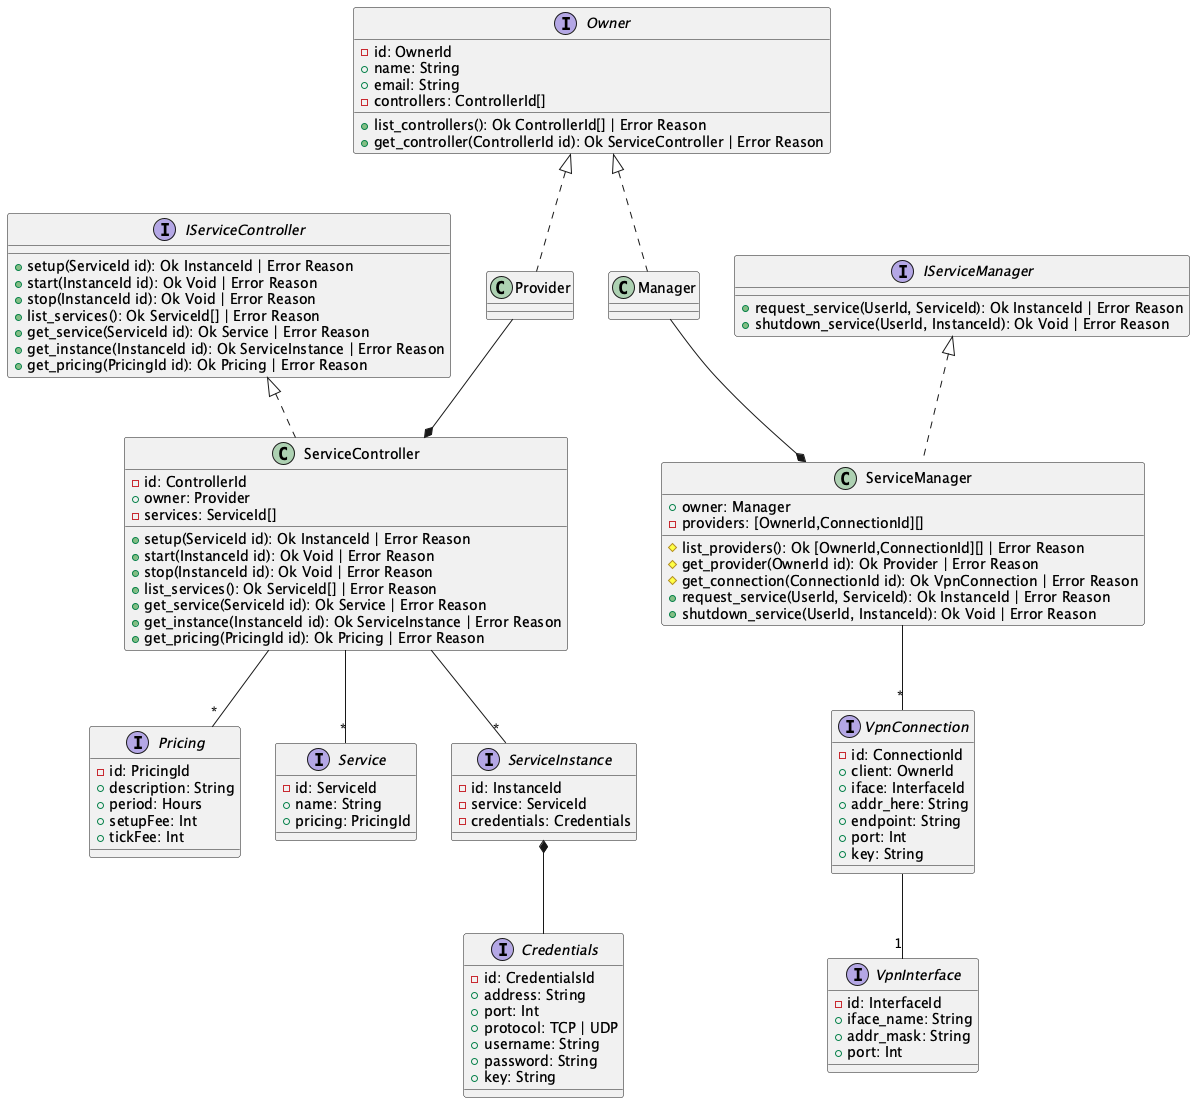 I Owner
id: OwnerId
name: String
email: String
controllers: ControllerId[]
list_controllers(): Ok ControllerId[] | Error Reason
get_controller(ControllerId id): Ok ServiceController | Error Reason
I IServiceController
setup(ServiceId id): Ok InstanceId | Error Reason
start(InstanceId id): Ok Void | Error Reason
stop(InstanceId id): Ok Void | Error Reason
list_services(): Ok ServiceId[] | Error Reason
get_service(ServiceId id): Ok Service | Error Reason
get_instance(InstanceId id): Ok ServiceInstance | Error Reason
get_pricing(PricingId id): Ok Pricing | Error Reason
C Provider
C Manager
I IServiceManager
request_service(UserId, ServiceId): Ok InstanceId | Error Reason
shutdown_service(UserId, InstanceId): Ok Void | Error Reason
C ServiceController
id: ControllerId
owner: Provider
services: ServiceId[]
setup(ServiceId id): Ok InstanceId | Error Reason
start(InstanceId id): Ok Void | Error Reason
stop(InstanceId id): Ok Void | Error Reason
list_services(): Ok ServiceId[] | Error Reason
get_service(ServiceId id): Ok Service | Error Reason
get_instance(InstanceId id): Ok ServiceInstance | Error Reason
get_pricing(PricingId id): Ok Pricing | Error Reason
C ServiceManager
owner: Manager
providers: [OwnerId,ConnectionId][]
list_providers(): Ok [OwnerId,ConnectionId][] | Error Reason
get_provider(OwnerId id): Ok Provider | Error Reason
get_connection(ConnectionId id): Ok VpnConnection | Error Reason
request_service(UserId, ServiceId): Ok InstanceId | Error Reason
shutdown_service(UserId, InstanceId): Ok Void | Error Reason
*
*
*
*
I Pricing
id: PricingId
description: String
period: Hours
setupFee: Int
tickFee: Int
I Service
id: ServiceId
name: String
pricing: PricingId
I ServiceInstance
id: InstanceId
service: ServiceId
credentials: Credentials
I VpnConnection
id: ConnectionId
client: OwnerId
iface: InterfaceId
addr_here: String
endpoint: String
port: Int
key: String
1
I Credentials
id: CredentialsId
address: String
port: Int
protocol: TCP | UDP
username: String
password: String
key: String
I VpnInterface
id: InterfaceId
iface_name: String
addr_mask: String
port: Int